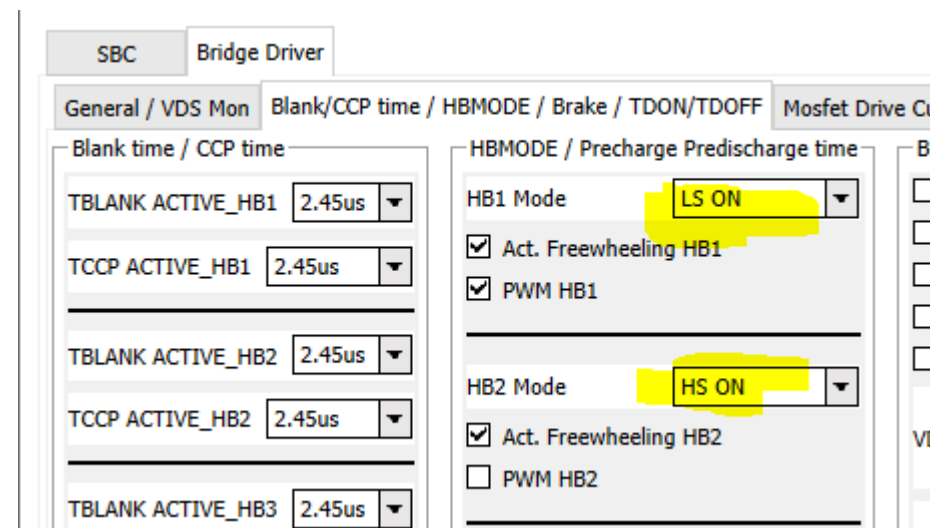 SBC
Bridge Driver
General / VDS Mon
Blank/CCP time / HBMODE / Brake / TDON/TDOFF
Mosfet Drive Cu
Blank time / CCP time
TBLANK ACTIVE_HB1 2.45us
TCCP ACTIVE_HB1 2.45us
TBLANK ACTIVE_HB2 2.45us
TCCP ACTIVE_HB2 2.45us
TBLANK ACTIVE_HB3 2.45us
HBMODE / Precharge Predischarge time
HB1 Mode LS ON
Act. Freewheeling HB1
PWM HB1
HB2 Mode HS ON
Act. Freewheeling HB2
PWM HB2
B